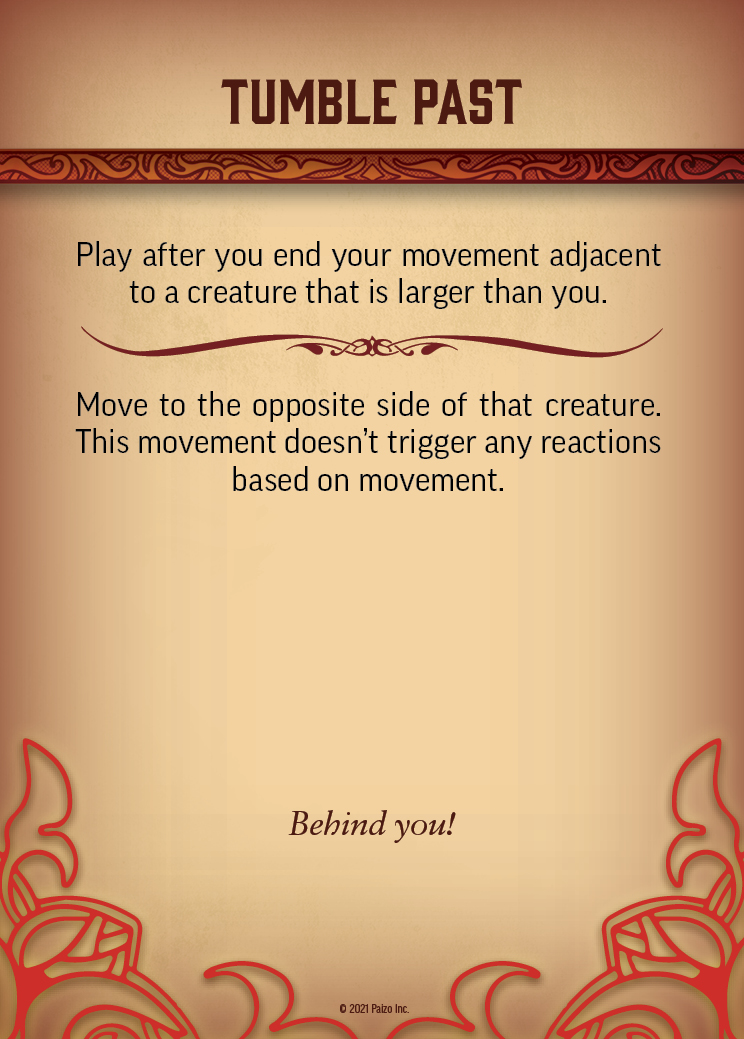 TUMBLE PAST
Play after you end your movement adjacent
to a creature that is larger than you.
Move to the opposite side of that creature.
This movement doesn't trigger any reactions
based on movement.
Behind you!
© 2021 Paizo Inc.